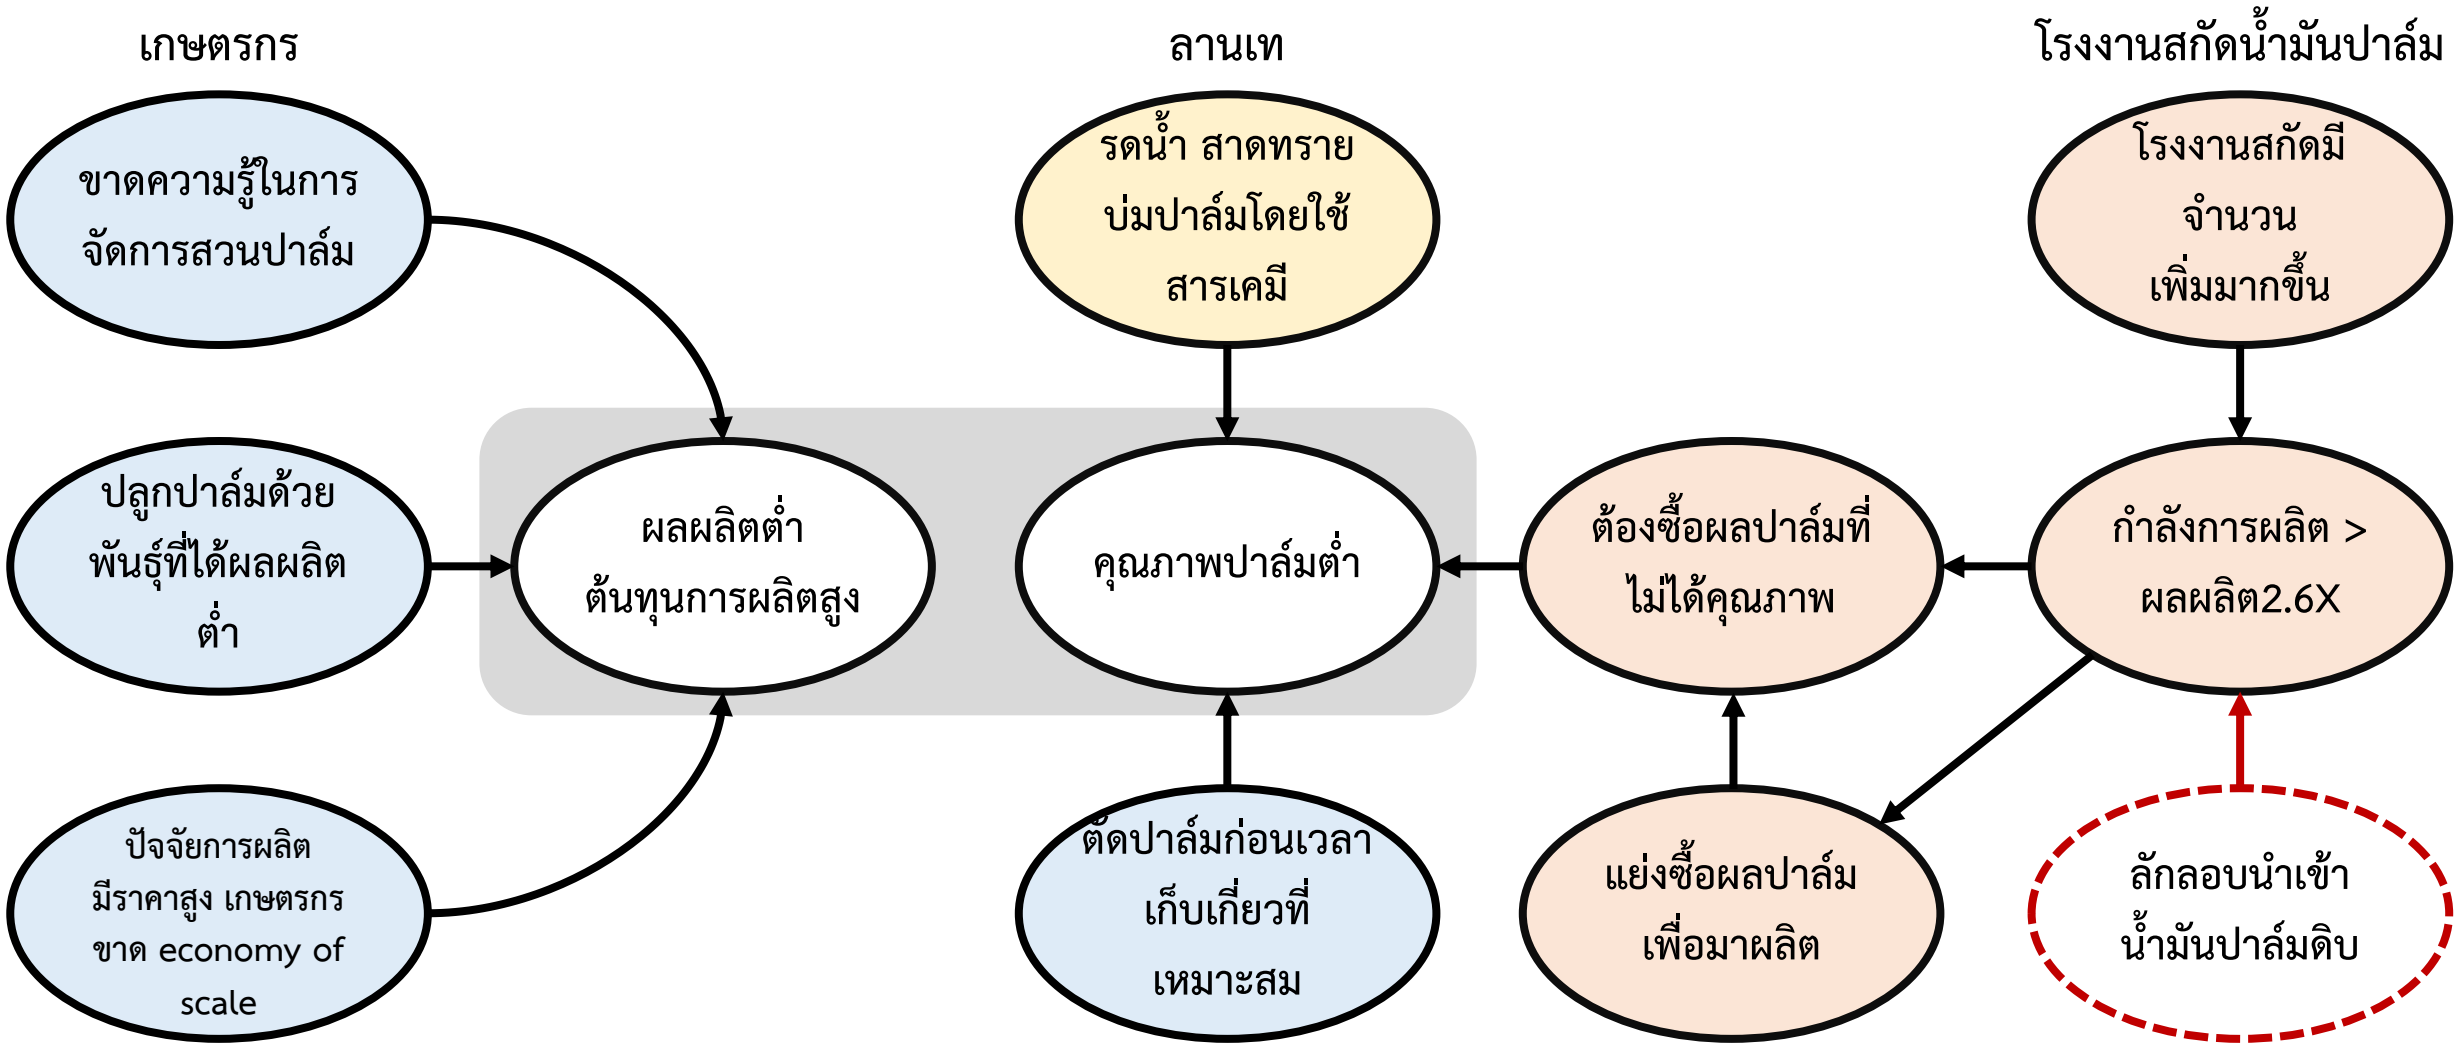 เกษตรกร
ลานเท
โรงงานสกัดน้ำมันปาล์ม
ขาดความรู้ในการ
จัดการสวนปาล์ม
รดน้ำ สาดทราย
บ่มปาล์มโดยใช้
สารเคมี
โรงงานสกัดมี
จำนวน
เพิ่มมากขึ้น
ปลูกปาล์มด้วย
พันธุ์ที่ได้ผลผลิต
ต่ำ
ผลผลิตต่ำ
ต้นทุนการผลิตสูง
คุณภาพปาล์มต่ำ
ต้องซื้อผลปาล์มที่
ไม่ได้คุณภาพ
กำลังการผลิต >
ผลผลิต2.6X
ปัจจัยการผลิต
มีราคาสูง เกษตรกร
ขาด economy of
scale
ตัดปาล์มก่อนเวลา
เก็บเกี่ยวที่
เหมาะสม
แย่งซื้อผลปาล์ม
เพื่อมาผลิต
ลักลอบนำเข้า
น้ำมันปาล์มดิบ